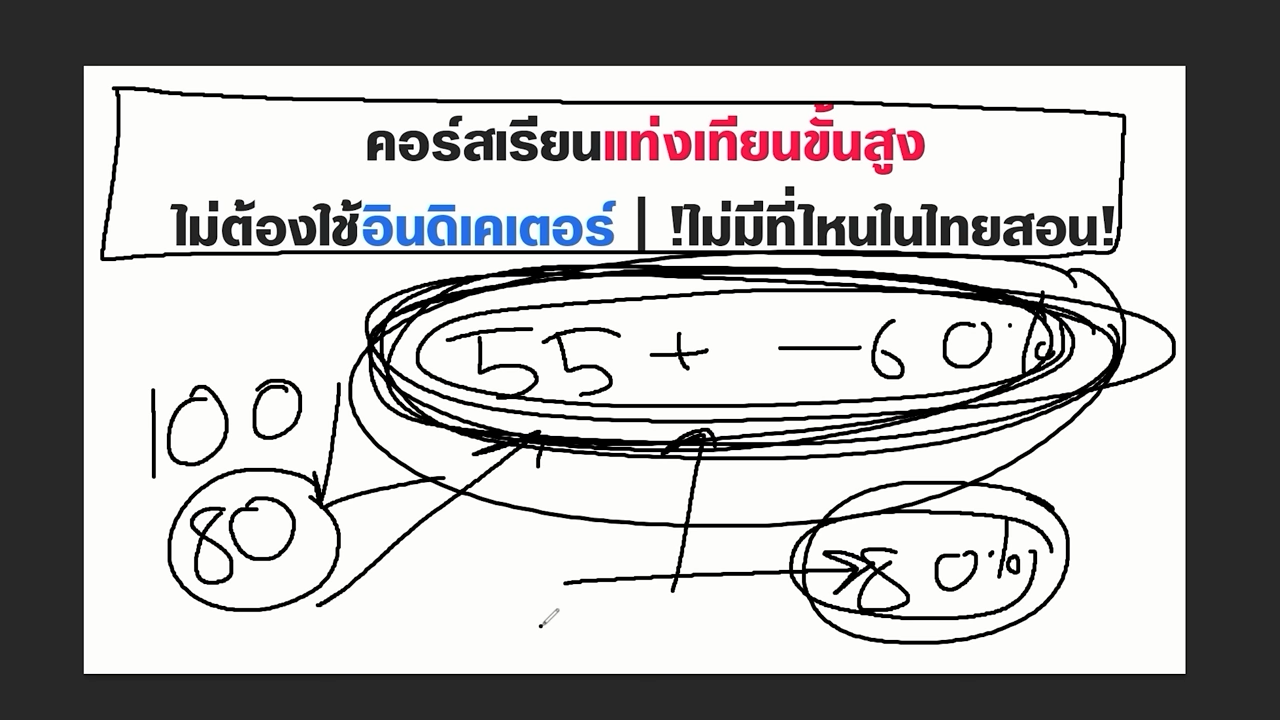 คอร์สเรียนแท่งเทียนขั้นสูง
ไม่ต้องใช้อินดิเคเตอร์ | !ไม่มีที่ไหนในไทยสอน!
55 + - 60%
100
80
80%